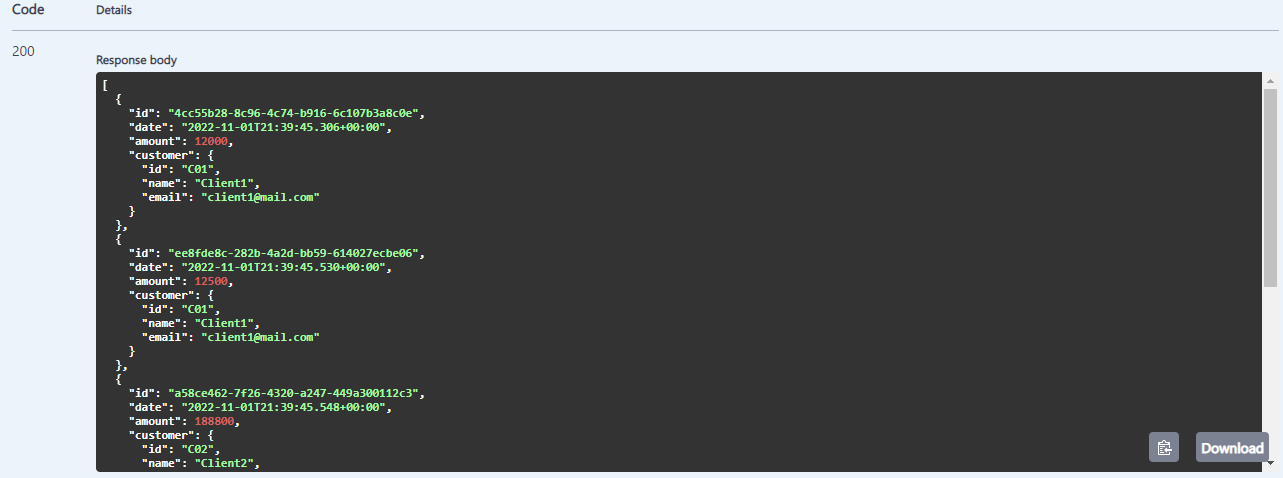 Code Details
200
Response body
[
  {
    "id": "4cc55b28-8c96-4c74-b916-6c107b3a8c0e",
    "date": "2022-11-01T21:39:45.306+00:00",
    "amount": 12000,
    "customer": {
      "id": "C01",
      "name": "Client1",
      "email": "client1@mail.com"
    }
  },
  {
    "id": "ee8fde8c-282b-4a2d-bb59-614027ecbe06",
    "date": "2022-11-01T21:39:45.530+00:00",
    "amount": 12500,
    "customer": {
      "id": "C01",
      "name": "Client1",
      "email": "client1@mail.com"
    }
  },
  {
    "id": "a58ce462-7f26-4320-a247-449a300112c3",
    "date": "2022-11-01T21:39:45.548+00:00",
    "amount": 188800,
    "customer": {
      "id": "C02",
      "name": "Client2",
Download